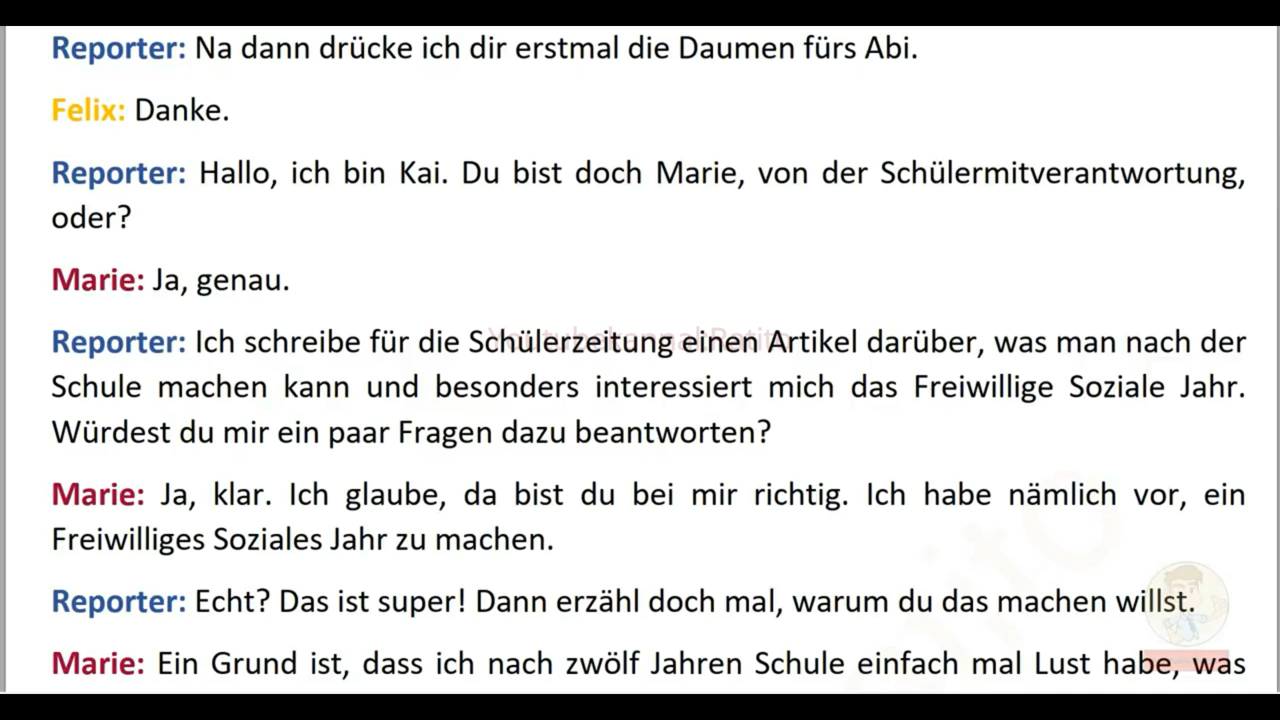 Reporter: Na dann drücke ich dir erstmal die Daumen fürs Abi.
Felix: Danke.
Reporter: Hallo, ich bin Kai. Du bist doch Marie, von der Schülermitverantwortung,
oder?
Marie: Ja, genau.
Reporter: Ich schreibe für die Schülerzeitung einen Artikel darüber, was man nach der
Schule machen kann und besonders interessiert mich das Freiwillige Soziale Jahr.
Würdest du mir ein paar Fragen dazu beantworten?
Marie: Ja, klar. Ich glaube, da bist du bei mir richtig. Ich habe nämlich vor, ein
Freiwilliges Soziales Jahr zu machen.
Reporter: Echt? Das ist super! Dann erzähl doch mal, warum du das machen willst.
Marie: Ein Grund ist, dass ich nach zwölf Jahren Schule einfach mal Lust habe, was